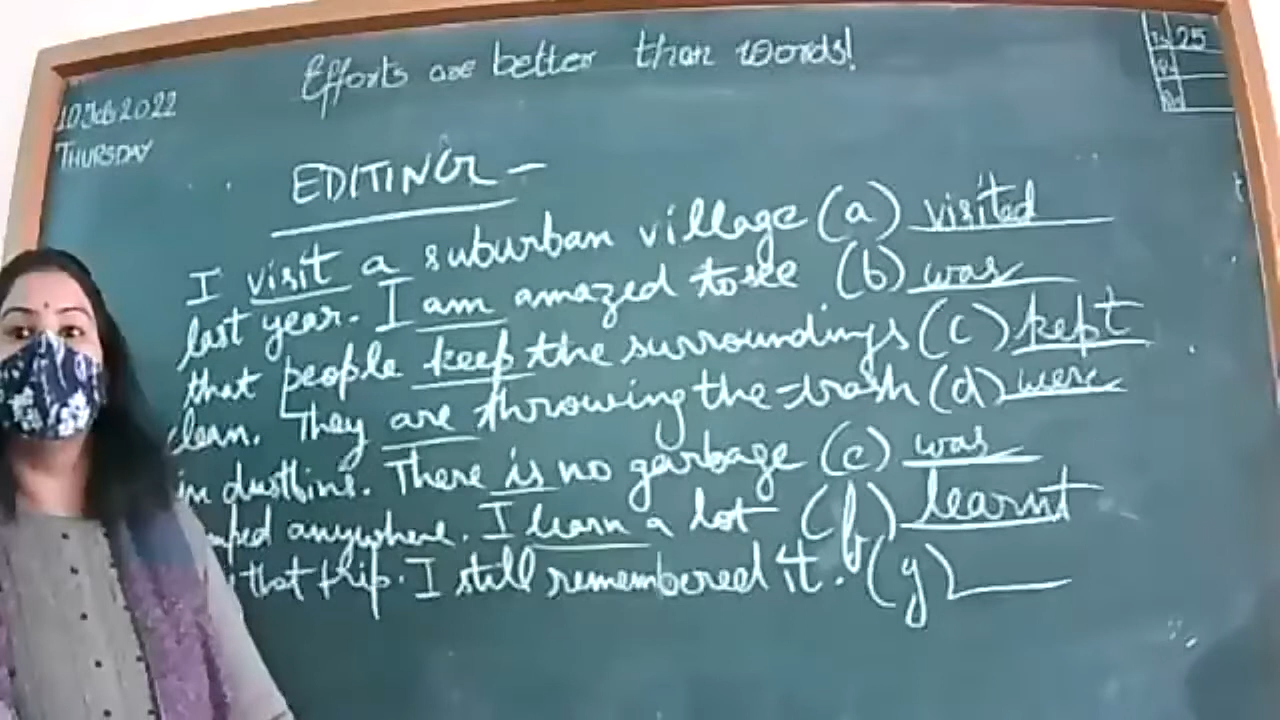 Efforts are better than words!
25
10 Feb 2022
THURSDAY
EDITING -
I visit a suburban village (a) visited
last year. I am amazed to see (b) was
that people keep the surroundings (c) kept
clean. They are throwing the trash (d) were
in dustbins. There is no garbage (e) was
anywhere. I learn a lot (f) learnt
that trip. I still remembered it. (g)